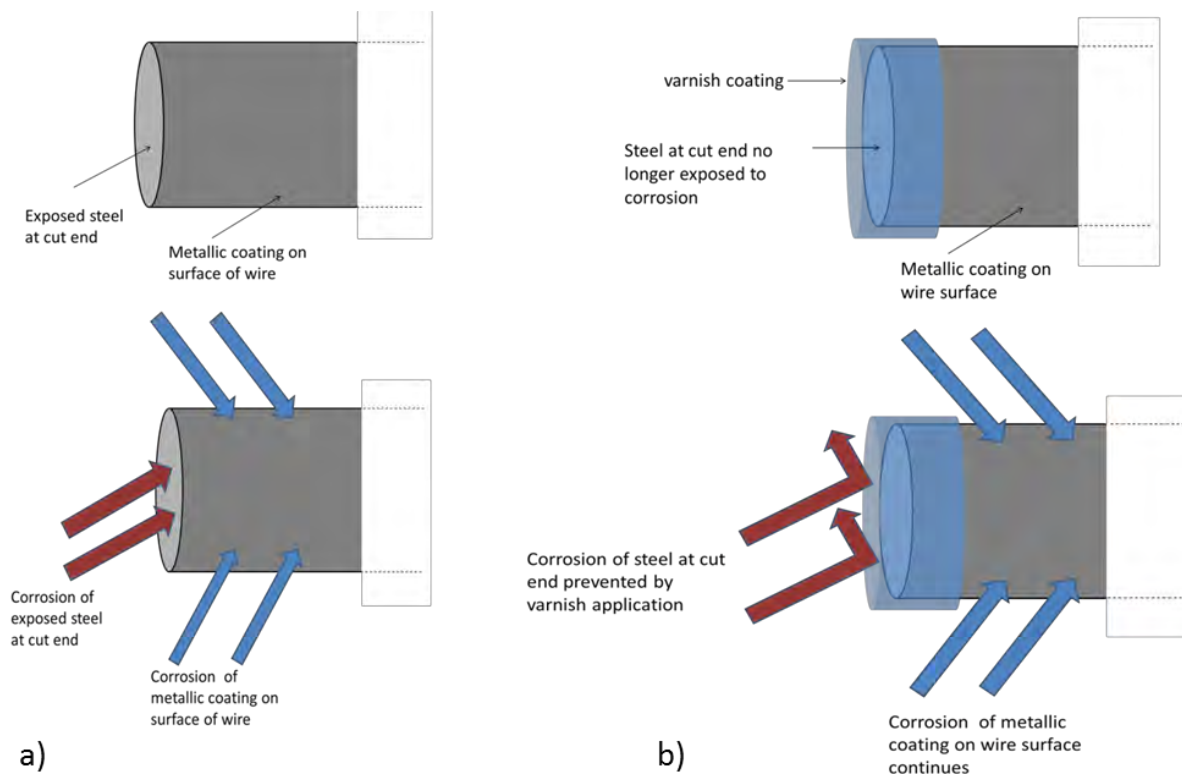 Exposed steel
at cut end
Metallic coating on
surface of wire
Corrosion of
exposed steel
at cut end
Corrosion  of
metallic coating on
surface of wire
a)
varnish coating
Steel at cut end no
longer exposed to
corrosion
Metallic coating on
wire surface
Corrosion of steel at cut
end prevented by
varnish application
Corrosion  of metallic
coating on wire surface
continues
b)